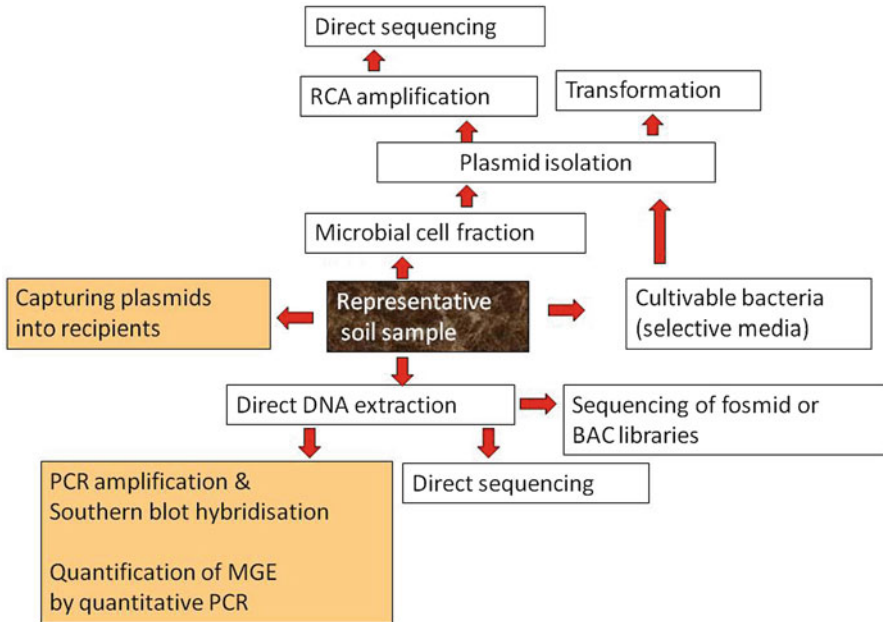 Direct sequencing
RCA amplification
Transformation
Plasmid isolation
Microbial cell fraction
Capturing plasmids
into recipients
Representative
soil sample
Cultivable bacteria
(selective media)
Direct DNA extraction
Sequencing of fosmid or
BAC libraries
PCR amplification &
Southern blot hybridisation
Quantification of MGE
by quantitative PCR
Direct sequencing